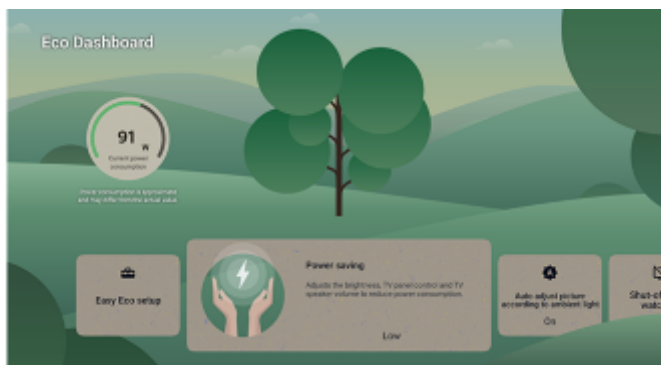 Eco Dashboard
91
W
Current power
consumption
Power consumption is approximate
and may differ from the actual value
Easy Eco setup
Power saving
Adjusts the brightness, TV panel control and TV
speaker volume to reduce power consumption.
Low
Auto adjust picture
according to ambient light
On